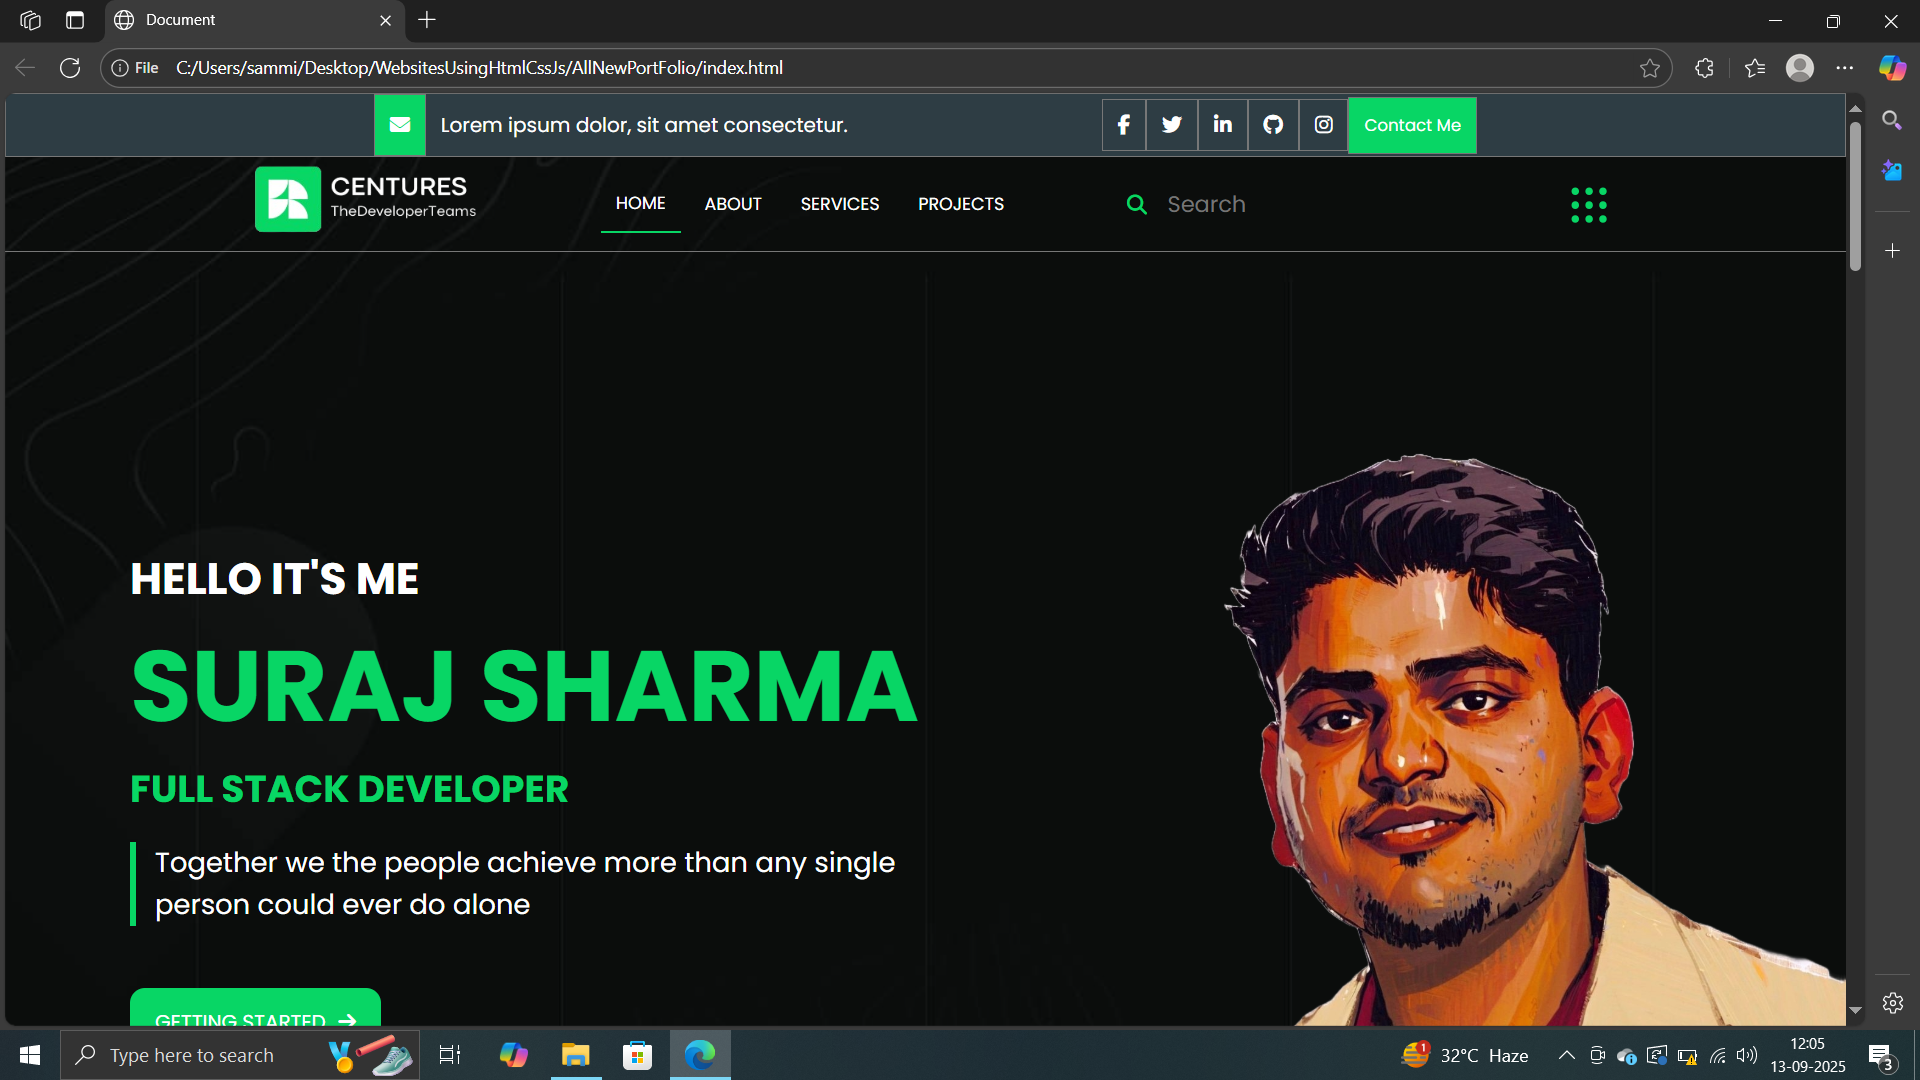 Document
File C:/Users/sammi/Desktop/WebsitesUsingHtmlCssJs/AllNewPortFolio/index.html
Lorem ipsum dolor, sit amet consectetur.
Contact Me
CENTURES
TheDeveloperTeams
HOME ABOUT SERVICES PROJECTS
Search
HELLO IT'S ME
SURAJ SHARMA
FULL STACK DEVELOPER
Together we the people achieve more than any single
person could ever do alone
GETTING STARTED
Type here to search
1
32°C Haze
12:05
13-09-2025
3